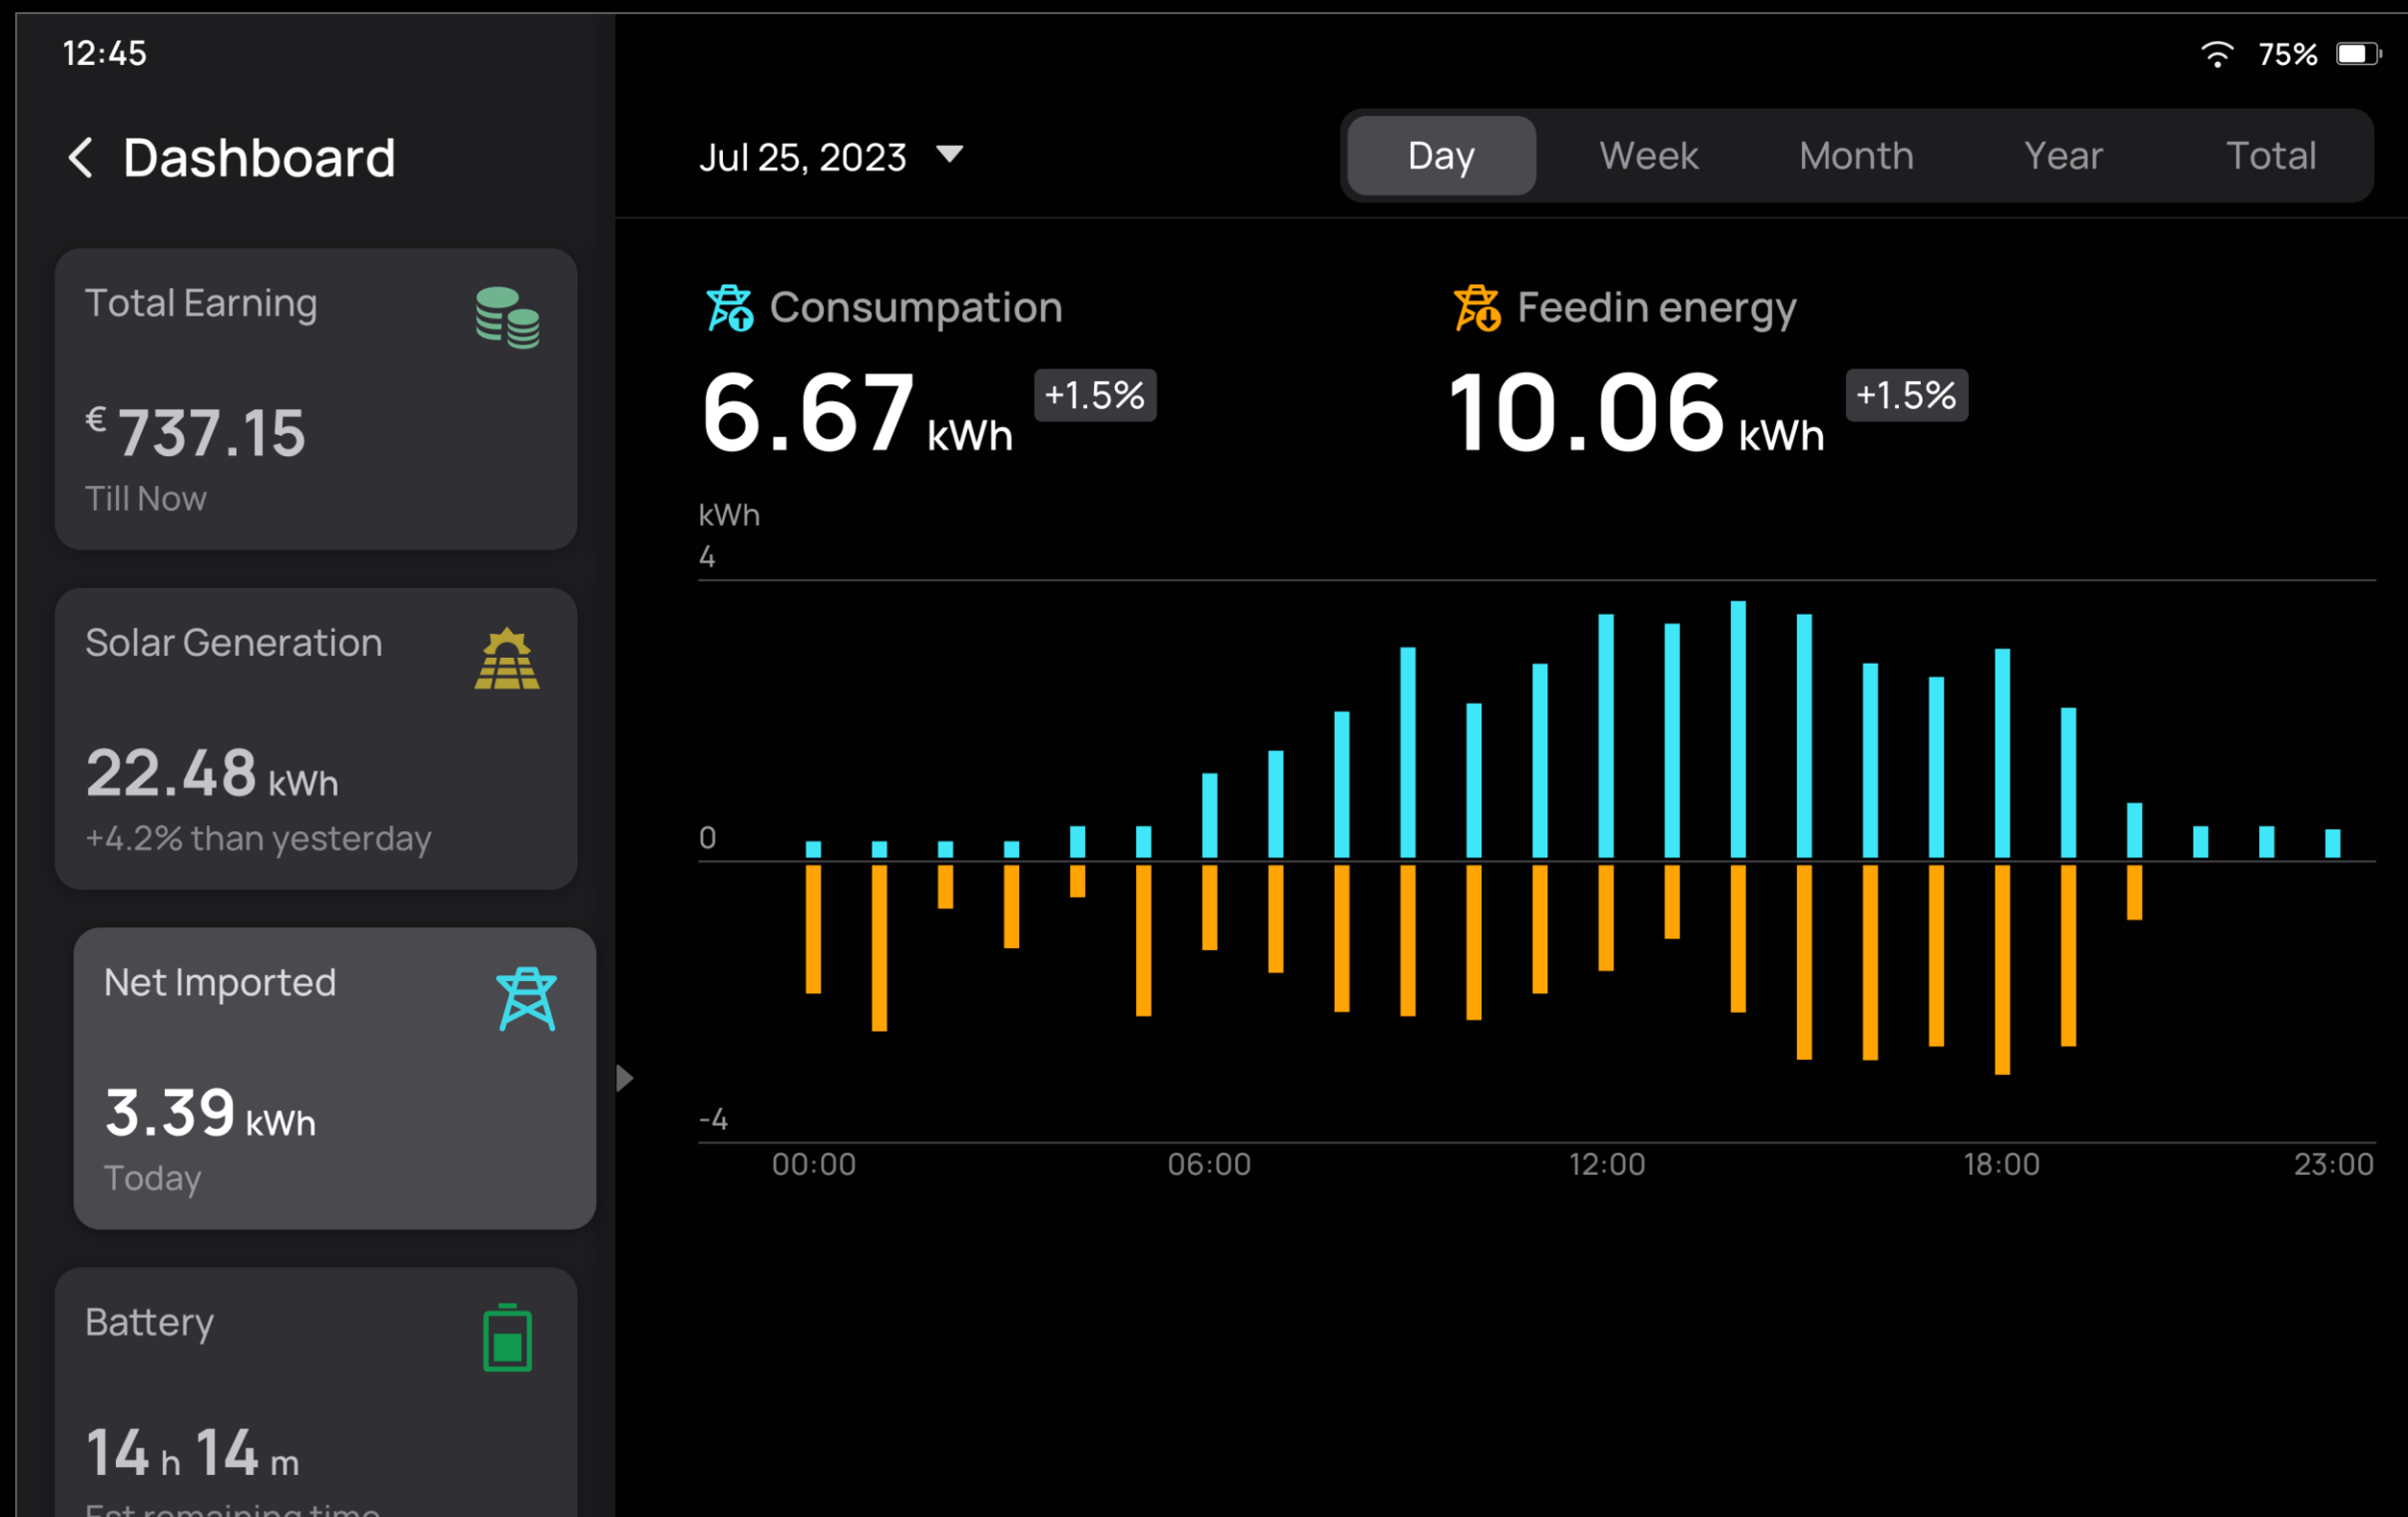 12:45
75%
Dashboard
Total Earning
€ 737.15
Till Now
Solar Generation
22.48 kWh
+4.2% than yesterday
Net Imported
3.39 kWh
Today
Battery
14 h 14 m
Est remaining time
Jul 25, 2023
Day Week Month Year Total
Consumpation
6.67 kWh +1.5%
Feedin energy
10.06 kWh +1.5%
kWh
4
0
-4
00:00 06:00 12:00 18:00 23:00